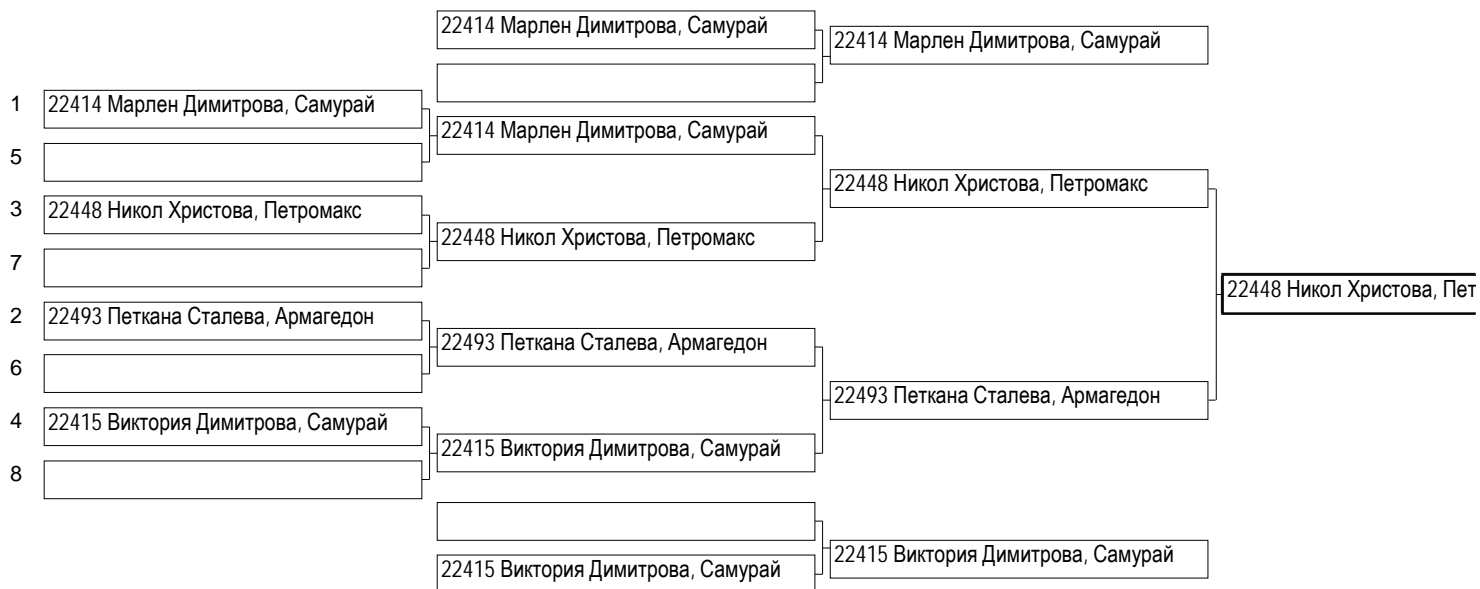 22414 Марлен Димитрова, Самурай
22414 Марлен Димитрова, Самурай
1 22414 Марлен Димитрова, Самурай
22414 Марлен Димитрова, Самурай
5
22448 Никол Христова, Петромакс
3 22448 Никол Христова, Петромакс
22448 Никол Христова, Петромакс
7
22448 Никол Христова, Пет
2 22493 Петкана Сталева, Армагедон
22493 Петкана Сталева, Армагедон
6
22493 Петкана Сталева, Армагедон
4 22415 Виктория Димитрова, Самурай
22415 Виктория Димитрова, Самурай
8
22415 Виктория Димитрова, Самурай
22415 Виктория Димитрова, Самурай